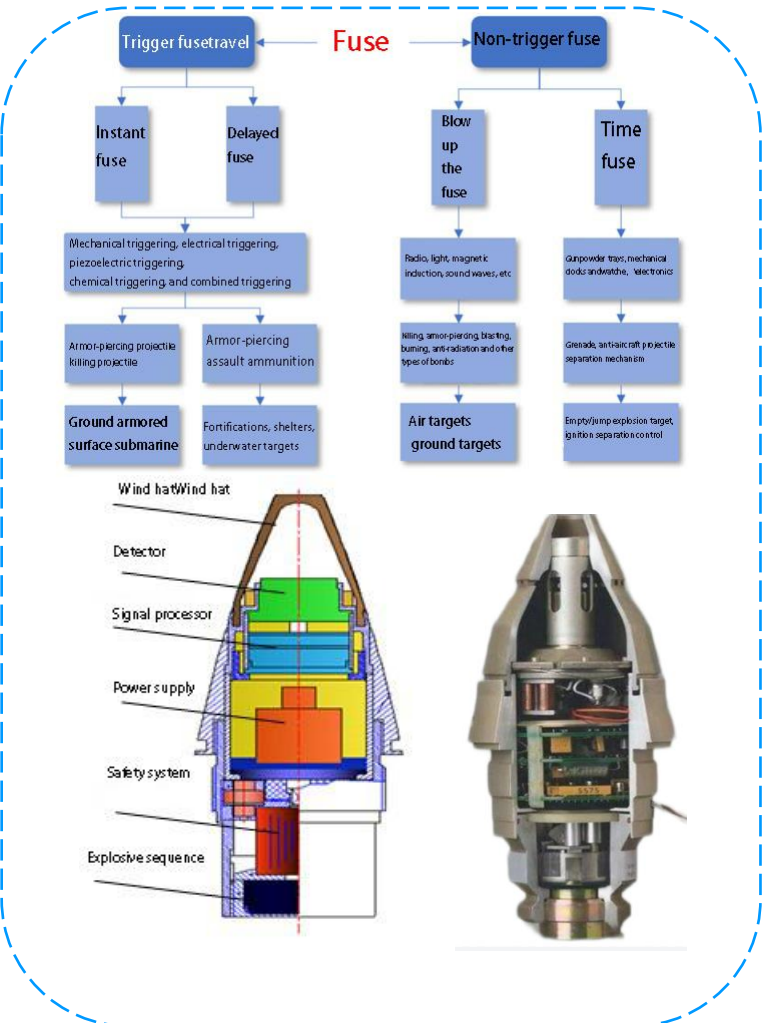 Trigger fusetravel
Fuse
Non-trigger fuse
Instant
fuse
Delayed
fuse
Blow
up
the
fuse
Time
fuse
Mechanical triggering, electrical triggering,
piezoelectric triggering,
chemical triggering, and combined triggering
Radio, light, magnetic
induction, sound waves, etc
Gunpowder trays, mechanical
clocks andwatche, \electronics
Armor-piercing projectile
killing projectile
Armor-piercing
assault ammunition
Killing, armor-piercing, blasting,
burning, anti-radiation and other
types of bombs
Grenade, anti-aircraft projectile
separation mechanism
Ground armored
surface submarine
Fortifications, shelters,
underwater targets
Air targets
ground targets
Empty/jump explosion target,
ignition separation control
Wind hatWind hat
Detector
Signal processor
Power supply
Safety system
Explosive sequence
5575